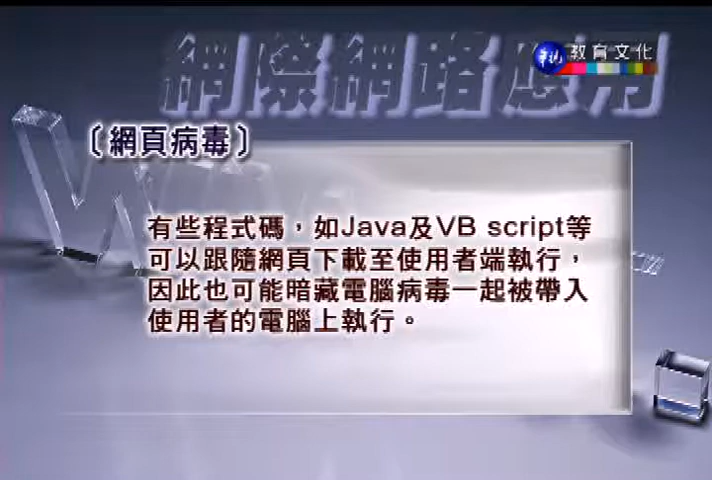 網際網路應用
教育文化
〔網頁病毒〕
有些程式碼，如Java及VB script等
可以跟隨網頁下載至使用者端執行，
因此也可能暗藏電腦病毒一起被帶入
使用者的電腦上執行。